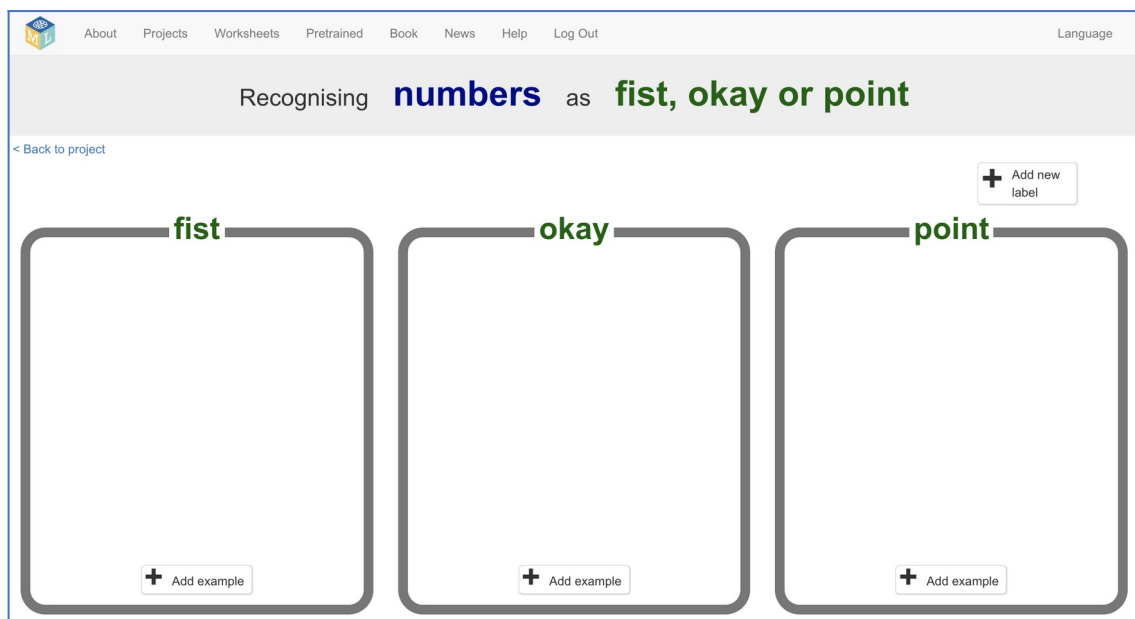 ML About Projects Worksheets Pretrained Book News Help Log Out Language
Recognising numbers as fist, okay or point
< Back to project
+ Add new
label
fist okay point
+ Add example + Add example + Add example